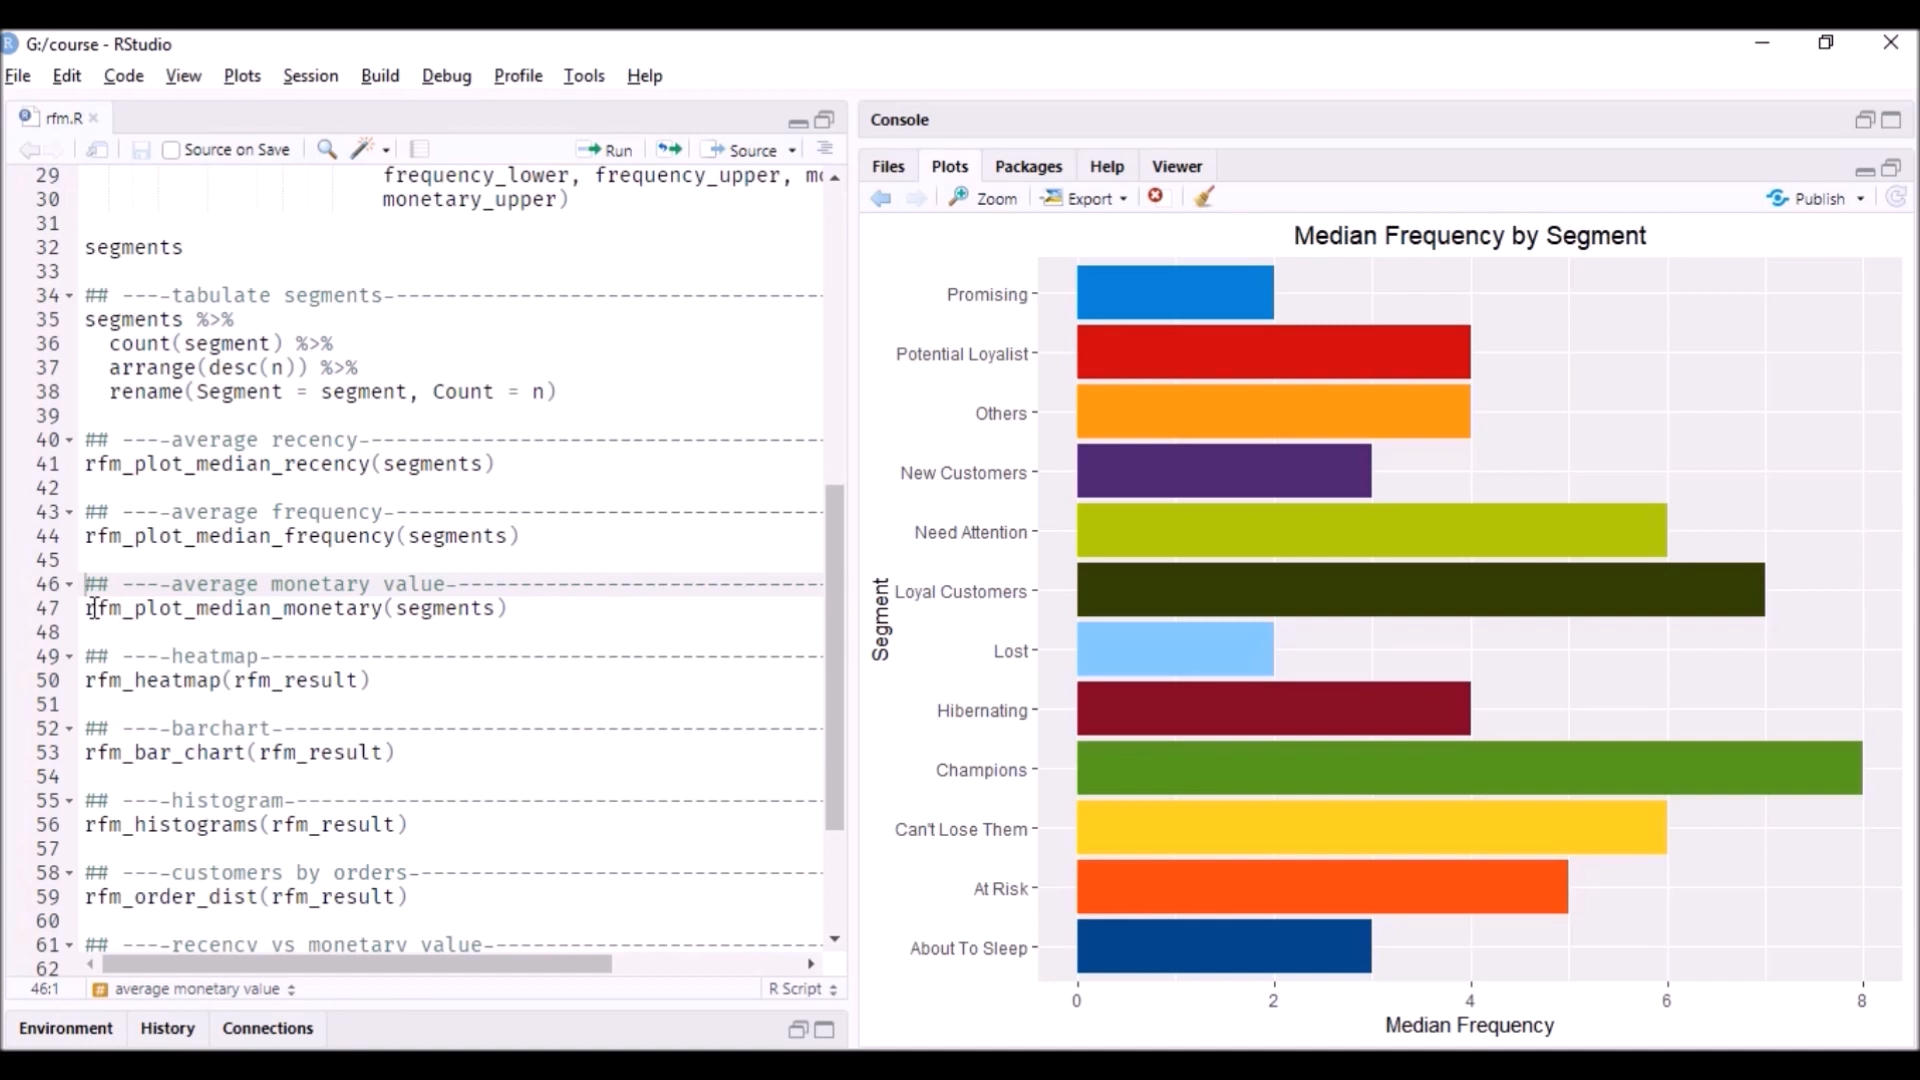 G:/course - RStudio
File Edit Code View Plots Session Build Debug Profile Tools Help
rfm.R
Source on Save Run Source
29 frequency_lower, frequency_upper,
30 monetary_upper)
31
32 segments
33
34 ## ----tabulate segments-----------------------------------
35 segments %>%
36 count(segment) %>%
37 arrange(desc(n)) %>%
38 rename(Segment = segment, Count = n)
39
40 ## ----average recency-------------------------------------
41 rfm_plot_median_recency(segments)
42
43 ## ----average frequency-----------------------------------
44 rfm_plot_median_frequency(segments)
45
46 ## ----average monetary value------------------------------
47 rfm_plot_median_monetary(segments)
48
49 ## ----heatmap---------------------------------------------
50 rfm_heatmap(rfm_result)
51
52 ## ----barchart--------------------------------------------
53 rfm_bar_chart(rfm_result)
54
55 ## ----histogram-------------------------------------------
56 rfm_histograms(rfm_result)
57
58 ## ----customers by orders---------------------------------
59 rfm_order_dist(rfm_result)
60
61 ## ----recency vs monetary value---------------------------
62
46:1 average monetary value R Script
Environment History Connections
Console
Files Plots Packages Help Viewer
Zoom Export Publish
Median Frequency by Segment
Segment
Promising
Potential Loyalist
Others
New Customers
Need Attention
Loyal Customers
Lost
Hibernating
Champions
Can't Lose Them
At Risk
About To Sleep
0 2 4 6 8
Median Frequency